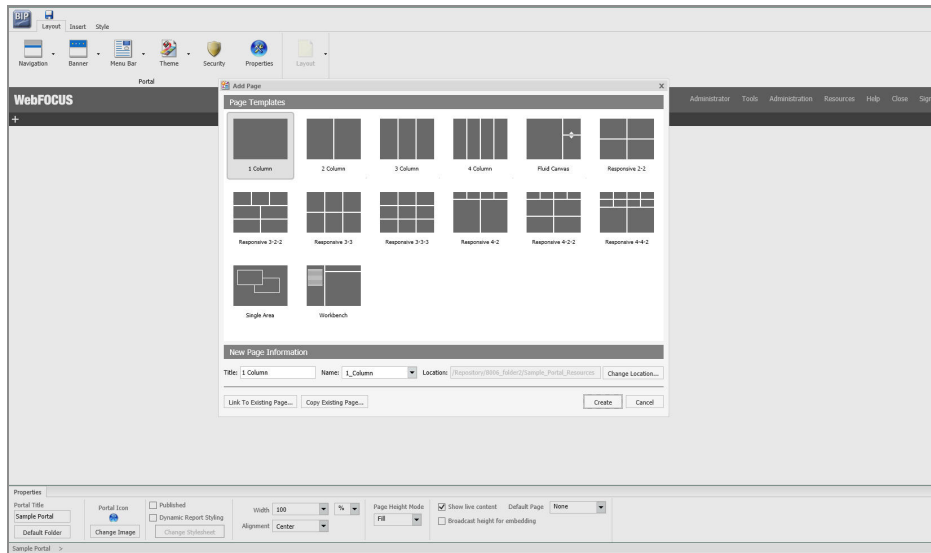 BIP
Layout Insert Style
Navigation Banner Menu Bar Theme Security Properties Layout
Portal
Add Page X
WebFOCUS Administrator Tools Administration Resources Help Close Sign
+
Page Templates
1 Column 2 Column 3 Column 4 Column Fluid Canvas Responsive 2-2
Responsive 3-2-2 Responsive 3-3 Responsive 3-3-3 Responsive 4-2 Responsive 4-2-2 Responsive 4-4-2
Single Area Workbench
New Page Information
Title: 1 Column Name: 1_Column Location: /Repository/8006_folder2/Sample_Portal_Resources Change Location...
Link To Existing Page... Copy Existing Page... Create Cancel
Properties
Portal Title Portal Icon Published Width 100 % Page Height Mode Show live content Default Page None
Sample Portal Dynamic Report Styling Alignment Center Fill Broadcast height for embedding
Default Folder Change Image Change Stylesheet
Sample Portal >